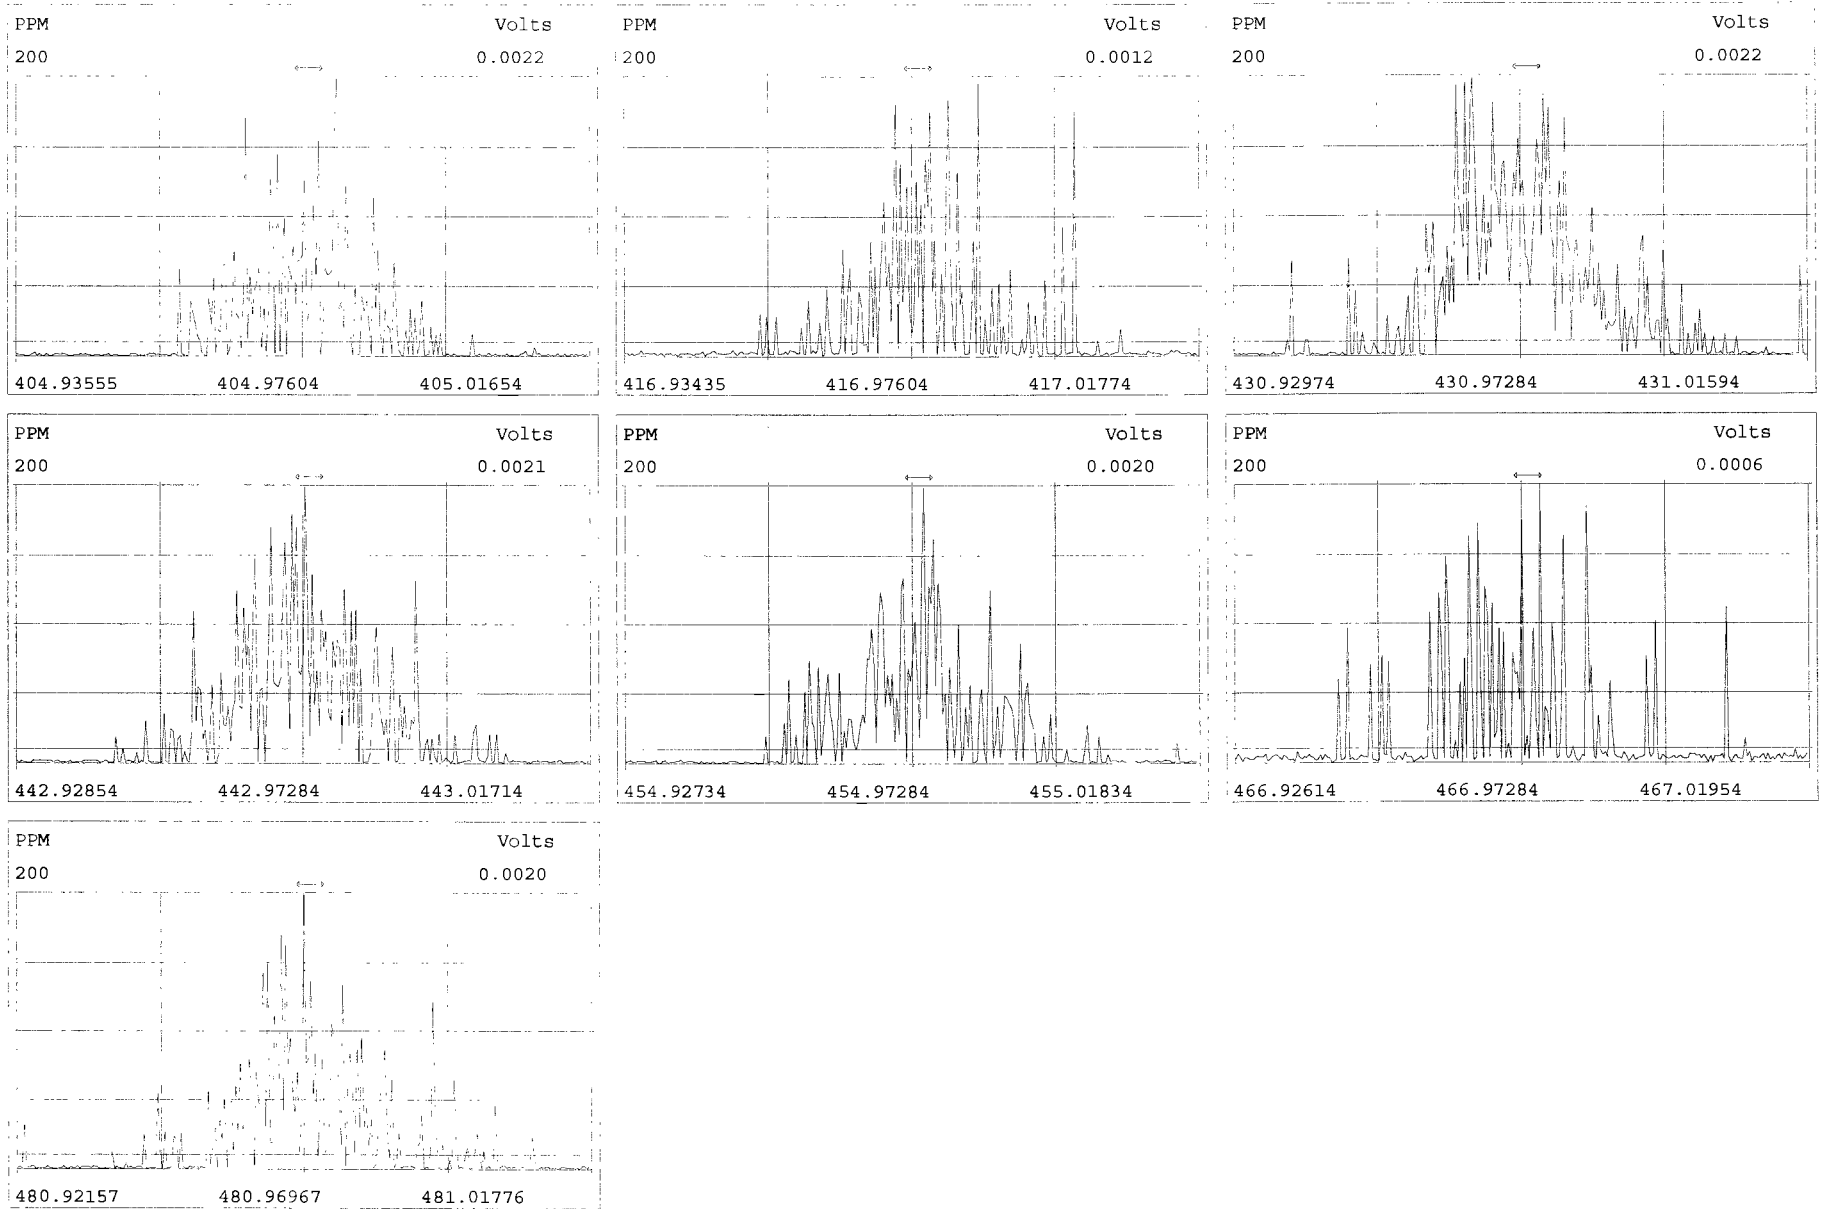 PPM Volts
200 0.0022
404.93555 404.97604 405.01654
PPM Volts
200 0.0012
416.93435 416.97604 417.01774
PPM Volts
200 0.0022
430.92974 430.97284 431.01594
PPM Volts
200 0.0021
442.92854 442.97284 443.01714
PPM Volts
200 0.0020
454.92734 454.97284 455.01834
PPM Volts
200 0.0006
466.92614 466.97284 467.01954
PPM Volts
200 0.0020
480.92157 480.96967 481.01776